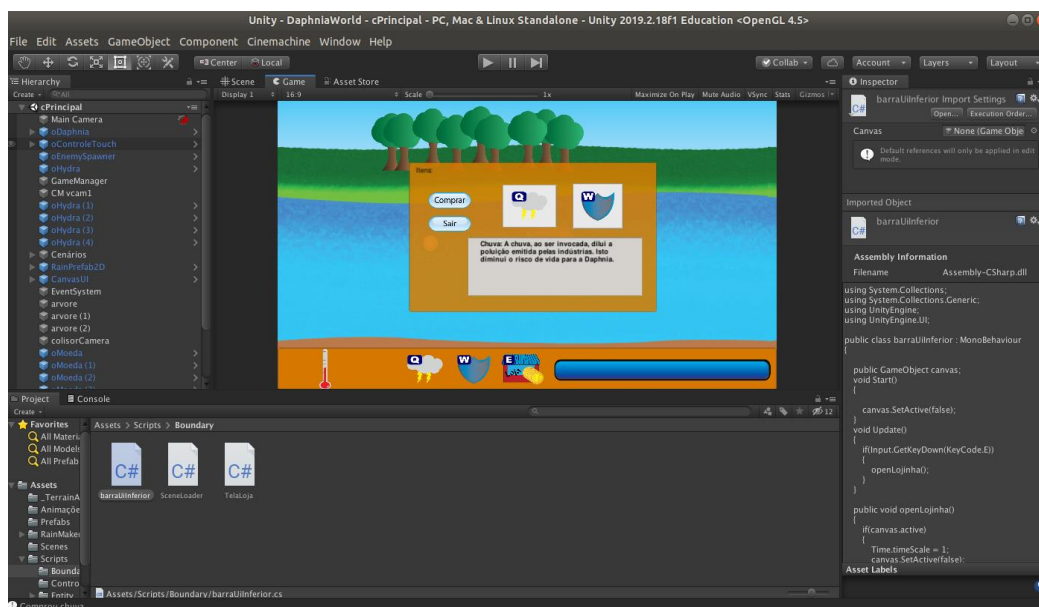 Unity - DaphniaWorld - cPrincipal - PC, Mac & Linux Standalone - Unity 2019.2.18f1 Education <OpenGL 4.5>
File Edit Assets GameObject Component Cinemachine Window Help
Center Local
Collab
Account
Layers
Layout
Hierarchy
Create
All
cPrincipal
Main Camera
oDaphnia
oControleTouch
oEnemySpawner
oHydra
GameManager
CM vcam1
oHydra (1)
oHydra (2)
oHydra (3)
oHydra (4)
Cenários
RainPrefab2D
CanvasUI
EventSystem
arvore
arvore (1)
arvore (2)
colisorCamera
oMoeda
oMoeda (1)
oMoeda (2)
Scene Game Asset Store
Display 1 16:9 Scale 1x Maximize On Play Mute Audio VSync Stats Gizmos
Itens:
Comprar
Sair
Q
W
Chuva: A chuva, ao ser invocada, dilui a
poluição emitida pelas indústrias. Isto
diminui o risco de vida para a Daphnia.
Q
W
E
Inspector
barraUiInferior Import Settings
C#
Open... Execution Order...
Canvas None (Game Obje
Default references will only be applied in edit
mode.
Imported Object
barraUiInferior
C#
Assembly Information
Filename Assembly-CSharp.dll
using System.Collections;
using System.Collections.Generic;
using UnityEngine;
using UnityEngine.UI;
public class barraUiInferior : MonoBehaviour
{
public GameObject canvas;
void Start()
{
canvas.SetActive(false);
}
void Update()
{
if(Input.GetKeyDown(KeyCode.E))
{
openLojinha();
}
}
public void openLojinha()
{
if(canvas.active)
{
Time.timeScale = 1;
canvas.SetActive(false);
Asset Labels
Project Console
Create
12
Favorites
All Materi
All Models
All Prefab
Assets
_TerrainA
Animaçõe
Prefabs
RainMaker
Scenes
Scripts
Bounda
Contro
Entity
Assets > Scripts > Boundary
C#
C#
C#
barraUiInferior
SceneLoader
TelaLoja
Assets/Scripts/Boundary/barraUiInferior.cs
Comprou chuva